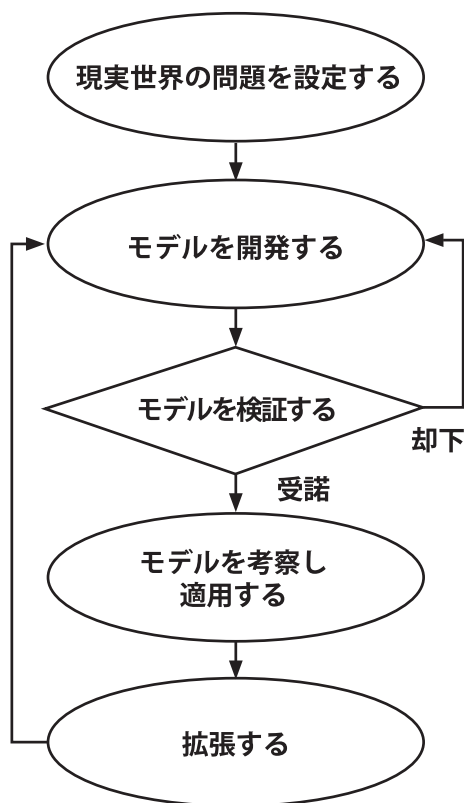 現実世界の問題を設定する
モデルを開発する
モデルを検証する
却下
受諾
モデルを考察し
適用する
拡張する